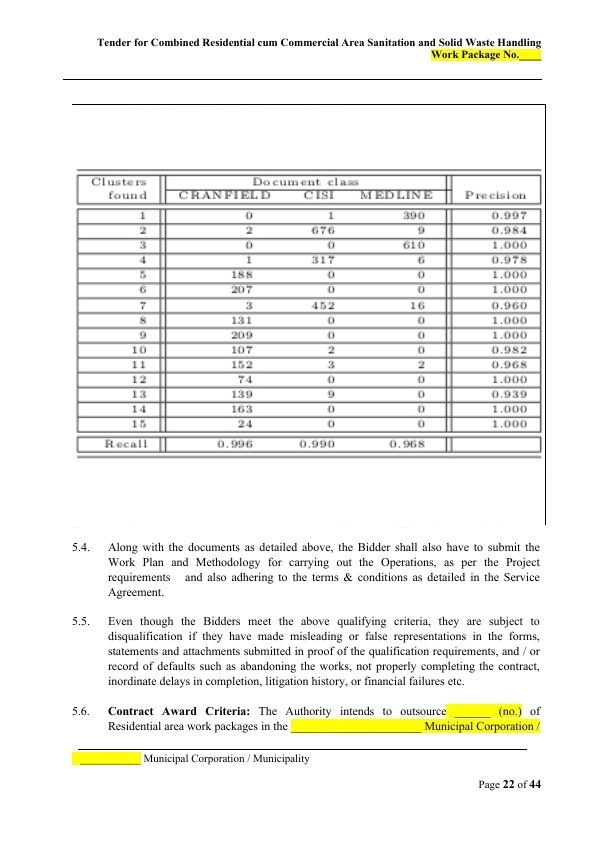 Tender for Combined Residential cum Commercial Area Sanitation and Solid Waste Handling
Work Package No.____
Clusters Document class
found CRANFIELD CISI MEDLINE Precision
1 0 1 390 0.997
2 2 676 9 0.984
3 0 0 610 1.000
4 1 317 6 0.978
5 188 0 0 1.000
6 207 0 0 1.000
7 3 452 16 0.960
8 131 0 0 1.000
9 209 0 0 1.000
10 107 2 0 0.982
11 152 3 2 0.968
12 74 0 0 1.000
13 139 9 0 0.939
14 163 0 0 1.000
15 24 0 0 1.000
Recall 0.996 0.990 0.968
5.4. Along with the documents as detailed above, the Bidder shall also have to submit the
Work Plan and Methodology for carrying out the Operations, as per the Project
requirements and also adhering to the terms & conditions as detailed in the Service
Agreement.
5.5. Even though the Bidders meet the above qualifying criteria, they are subject to
disqualification if they have made misleading or false representations in the forms,
statements and attachments submitted in proof of the qualification requirements, and / or
record of defaults such as abandoning the works, not properly completing the contract,
inordinate delays in completion, litigation history, or financial failures etc.
5.6. Contract Award Criteria: The Authority intends to outsource ______ (no.) of
Residential area work packages in the ______________________ Municipal Corporation /
___________ Municipal Corporation / Municipality
Page 22 of 44